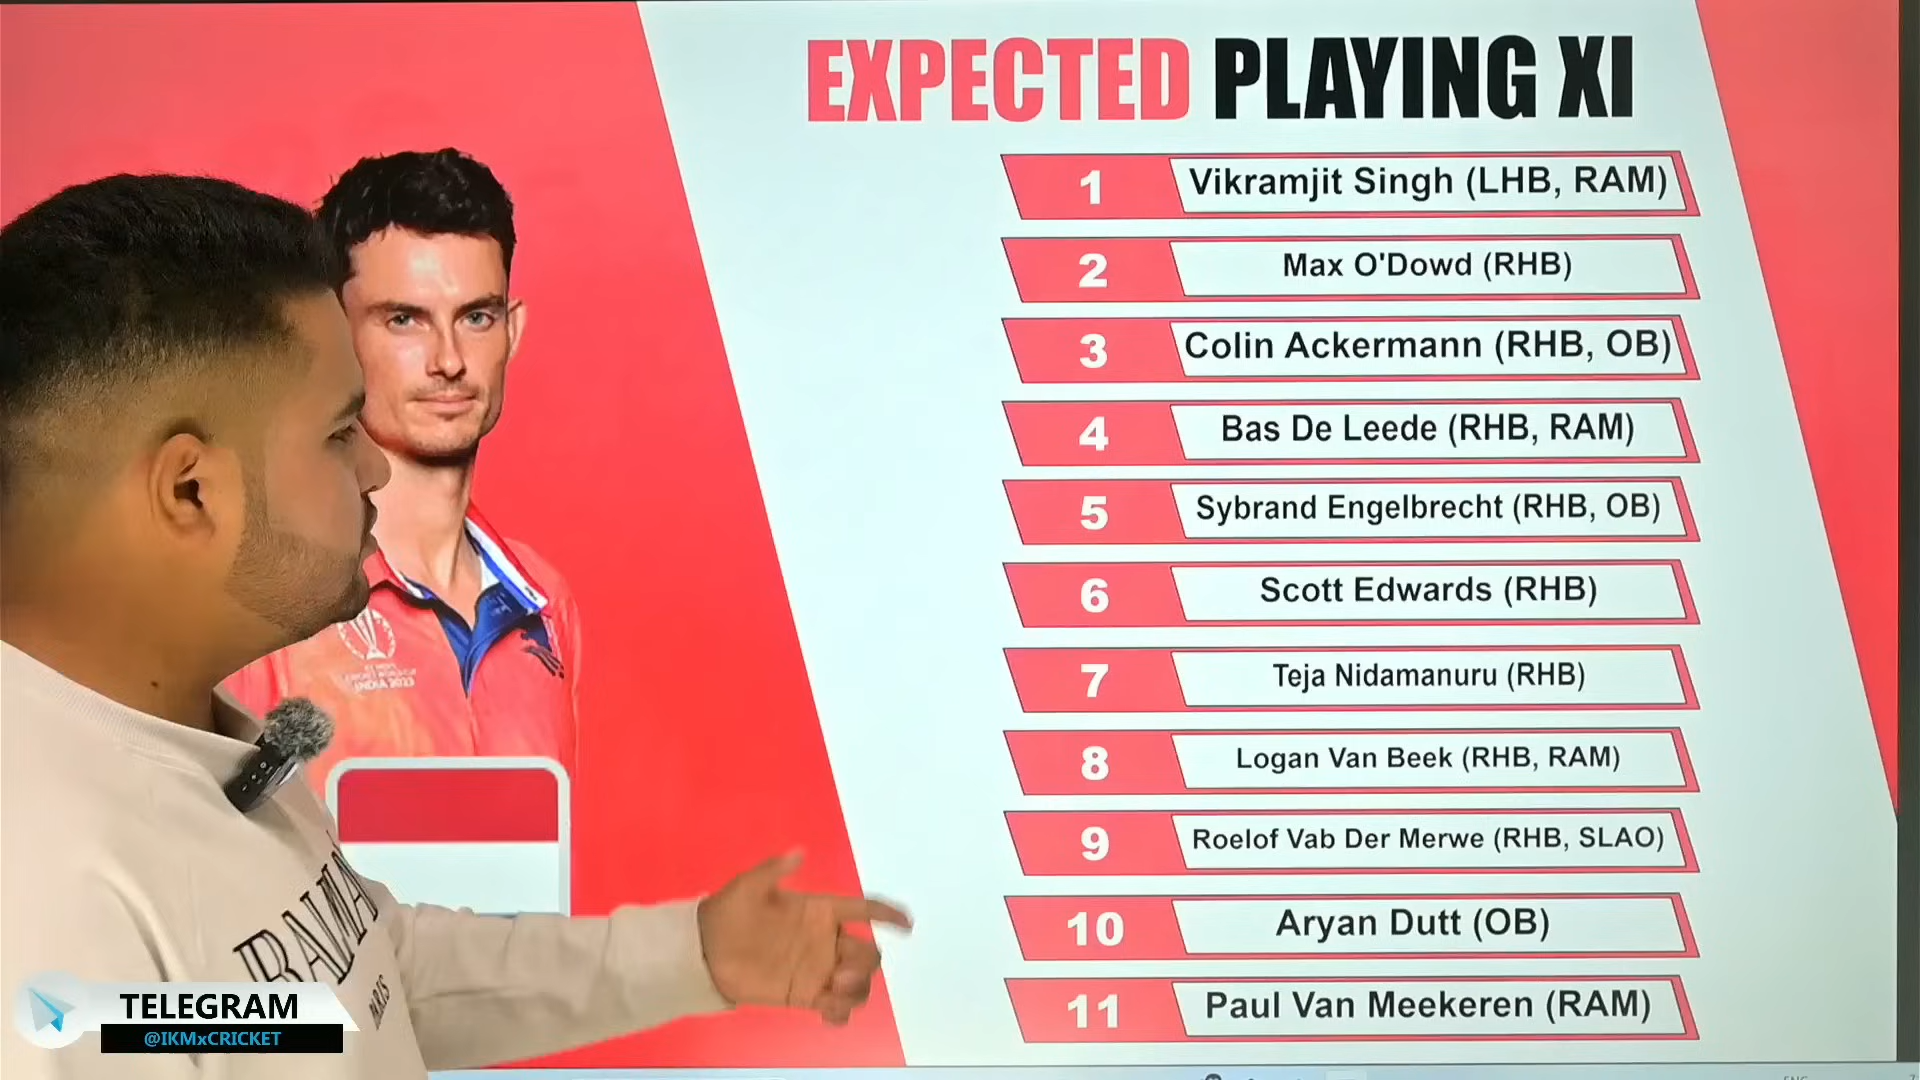 EXPECTED PLAYING XI
1 Vikramjit Singh (LHB, RAM)
2 Max O'Dowd (RHB)
3 Colin Ackermann (RHB, OB)
4 Bas De Leede (RHB, RAM)
5 Sybrand Engelbrecht (RHB, OB)
6 Scott Edwards (RHB)
7 Teja Nidamanuru (RHB)
8 Logan Van Beek (RHB, RAM)
9 Roelof Vab Der Merwe (RHB, SLAO)
10 Aryan Dutt (OB)
11 Paul Van Meekeren (RAM)
INDIA 2023
PARIS
TELEGRAM
@IKMxCRICKET